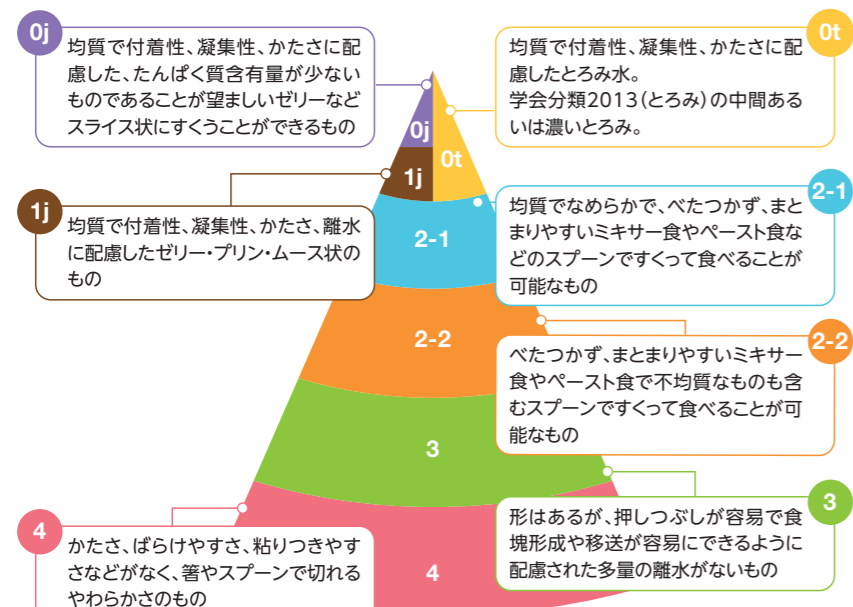 0j
均質で付着性、凝集性、かたさに配
慮した、たんぱく質含有量が少ない
ものであることが望ましいゼリーなど
スライス状にすくうことができるもの
0t
均質で付着性、凝集性、かたさに配
慮したとろみ水。
学会分類2013(とろみ)の中間ある
いは濃いとろみ。
0j
0t
1j
1j
均質で付着性、凝集性、かたさ、離水
に配慮したゼリー・プリン・ムース状の
もの
2-1
均質でなめらかで、べたつかず、まと
まりやすいミキサー食やペースト食な
どのスプーンですくって食べることが
可能なもの
2-1
2-2
2-2
べたつかず、まとまりやすいミキサー
食やペースト食で不均質なものも含
むスプーンですくって食べることが可
能なもの
3
3
形はあるが、押しつぶしが容易で食
塊形成や移送が容易にできるように
配慮された多量の離水がないもの
4
かたさ、ばらけやすさ、粘りつきやす
さなどがなく、箸やスプーンで切れる
やわらかさのもの
4